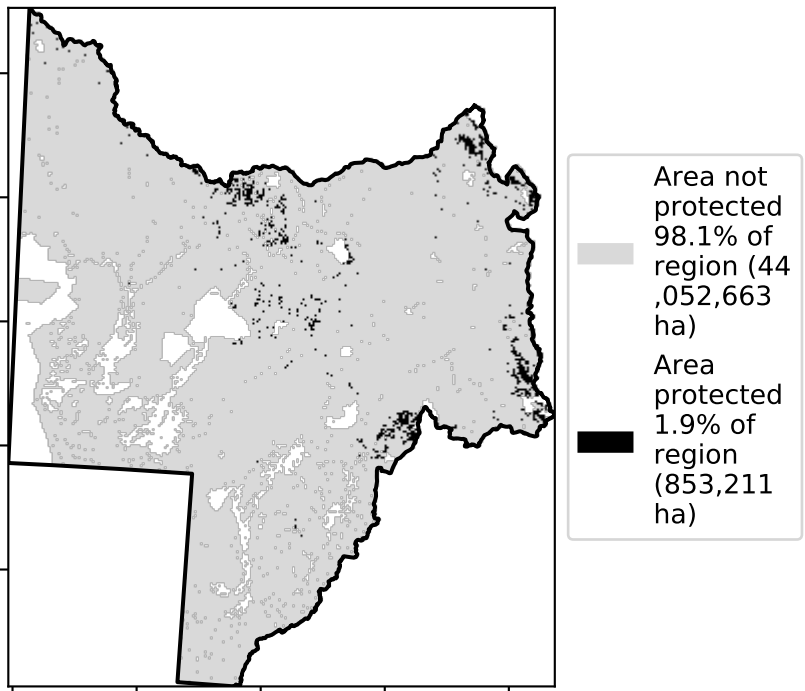 Area not
protected
98.1% of
region (44
,052,663
ha)
Area
protected
1.9% of
region
(853,211
ha)